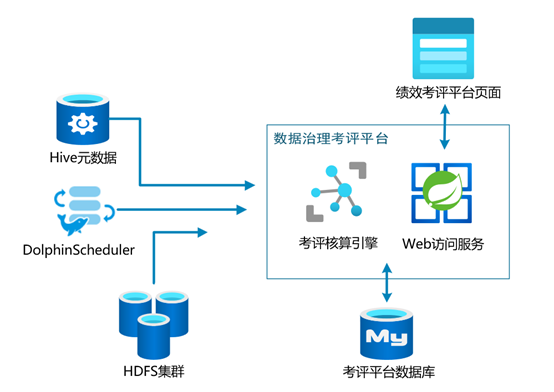 绩效考评平台页面
数据治理考评平台
Hive元数据
考评核算引擎
Web访问服务
DolphinScheduler
My
HDFS集群
考评平台数据库